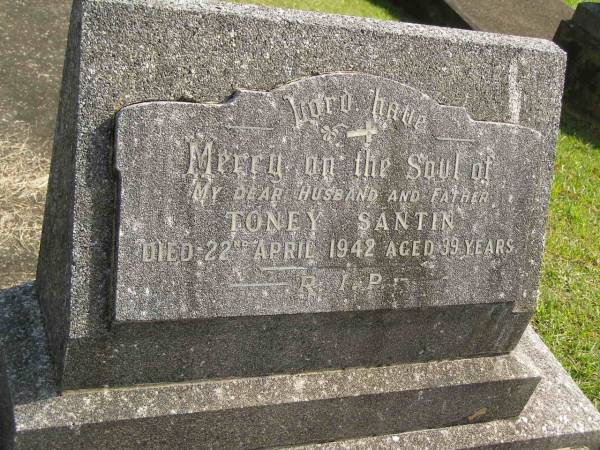 Lord have
Merry on the Soul of
MY DEAR HUSBAND AND FATHER
TONEY SANTIN
DIED 22ND APRIL 1942 AGED 39 YEARS
R.I.P.